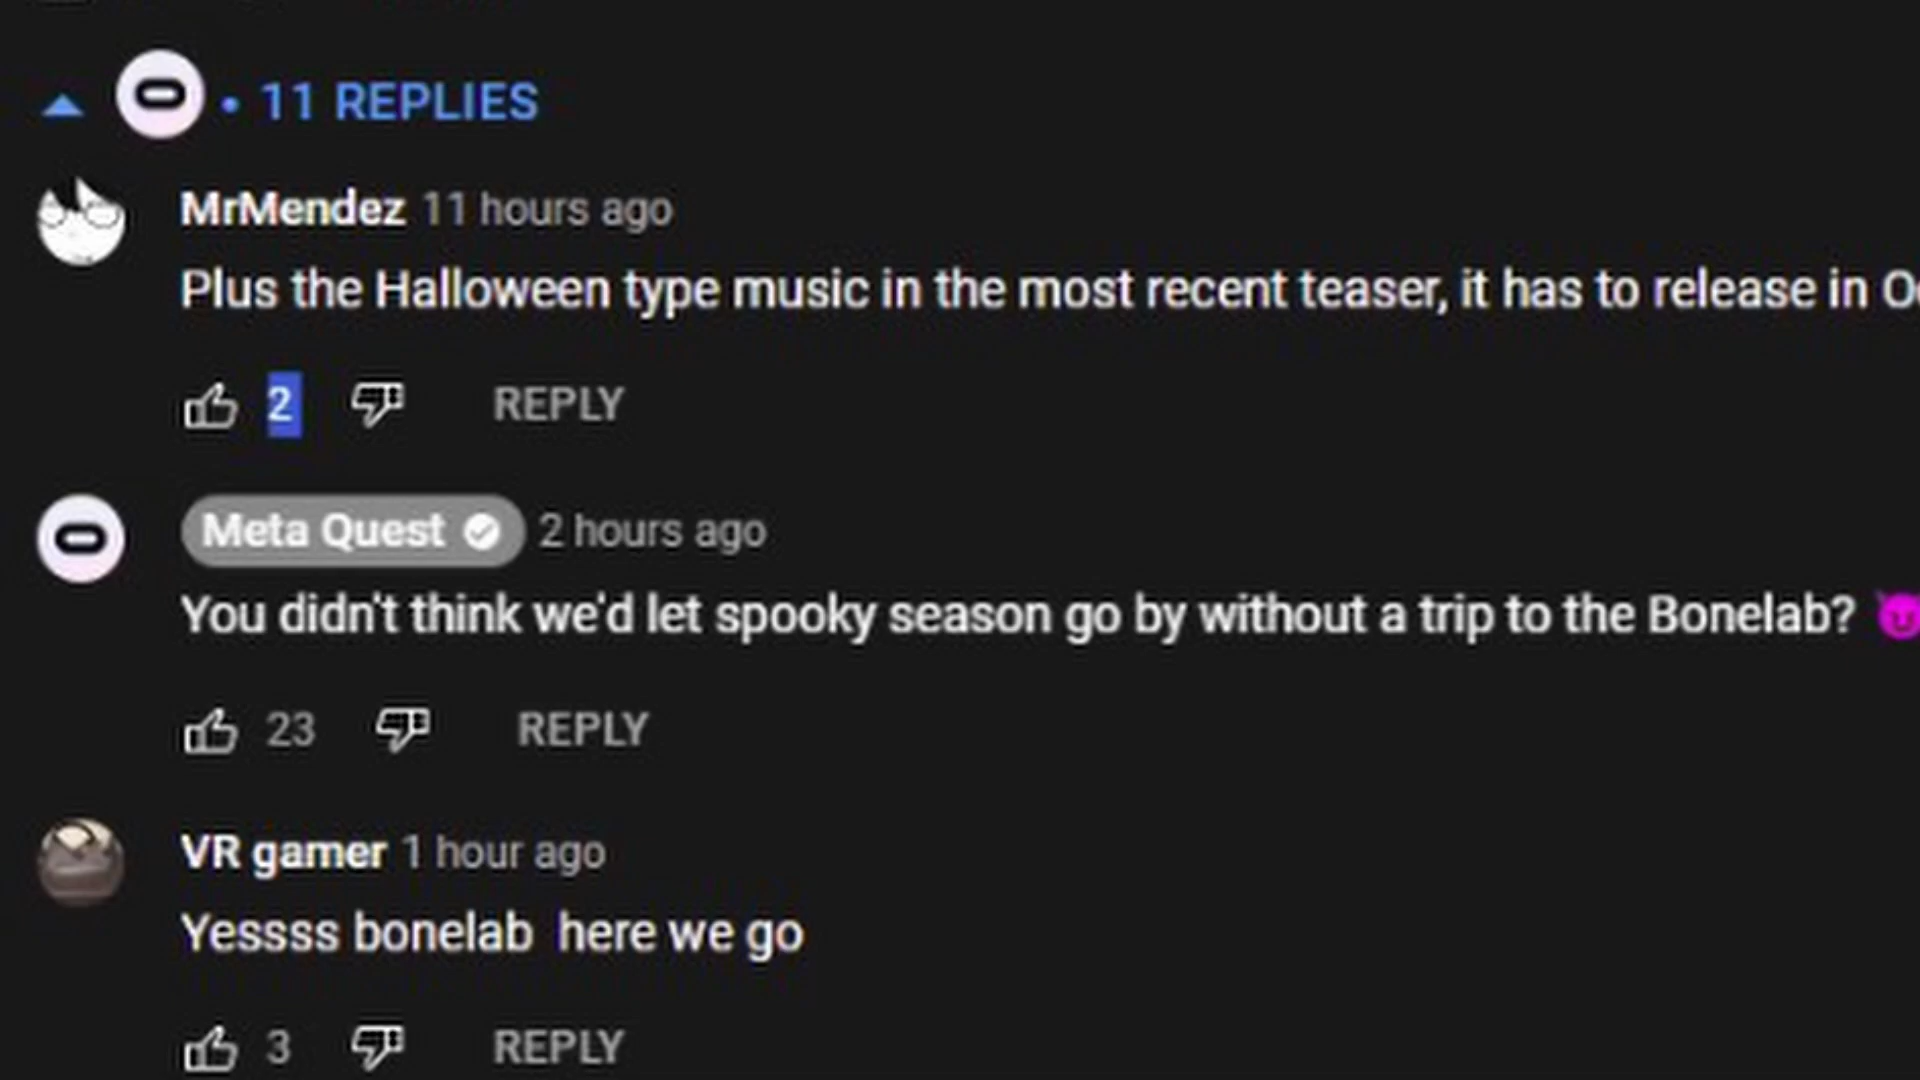 • 11 REPLIES
MrMendez 11 hours ago
Plus the Halloween type music in the most recent teaser, it has to release in
2 REPLY
Meta Quest 2 hours ago
You didn't think we'd let spooky season go by without a trip to the Bonelab? 😈
23 REPLY
VR gamer 1 hour ago
Yessss bonelab  here we go
3 REPLY